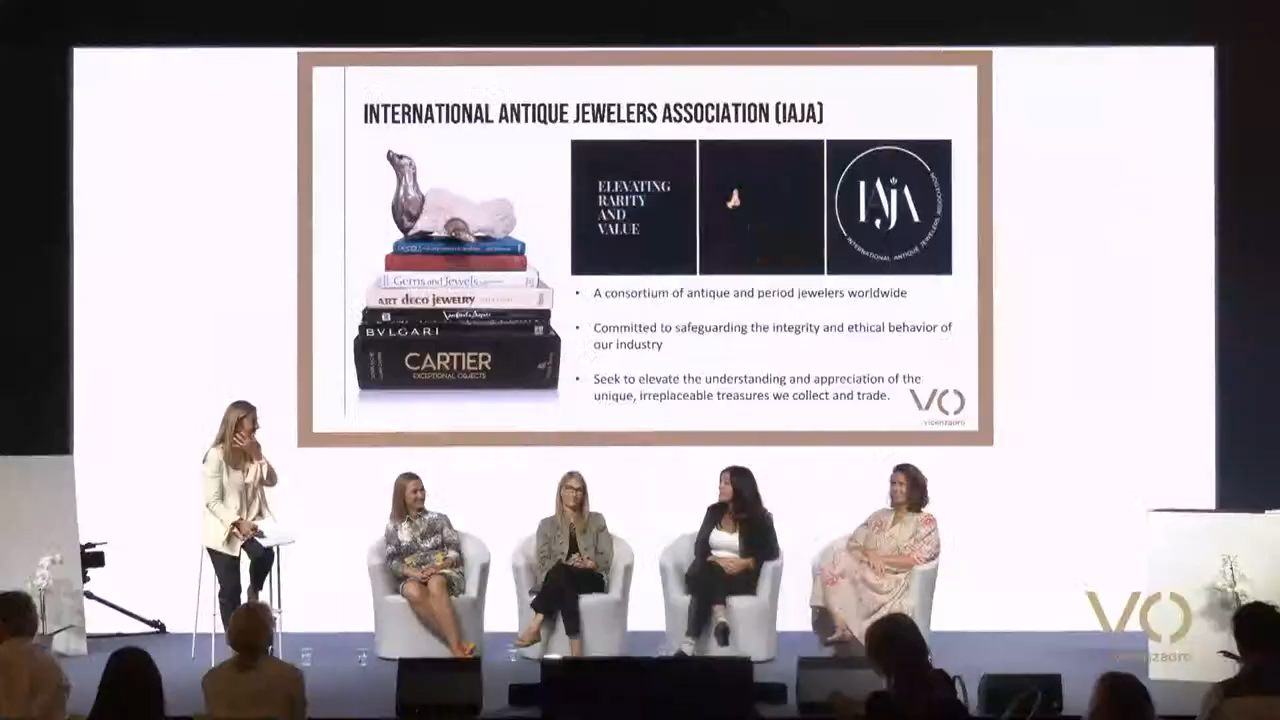 INTERNATIONAL ANTIQUE JEWELERS ASSOCIATION (IAJA)
ELEVATING
RARITY
AND
VALUE
IAjA
INTERNATIONAL ANTIQUE JEWELERS ASSOCIATION
Gems and Jewels
ART deco jewelry
BVLGARI
CARTIER
EXCEPTIONAL OBJECTS
• A consortium of antique and period jewelers worldwide
• Committed to safeguarding the integrity and ethical behavior of
our industry
• Seek to elevate the understanding and appreciation of the
unique, irreplaceable treasures we collect and trade.
VO
vicenzaoro
VO
vicenzaoro